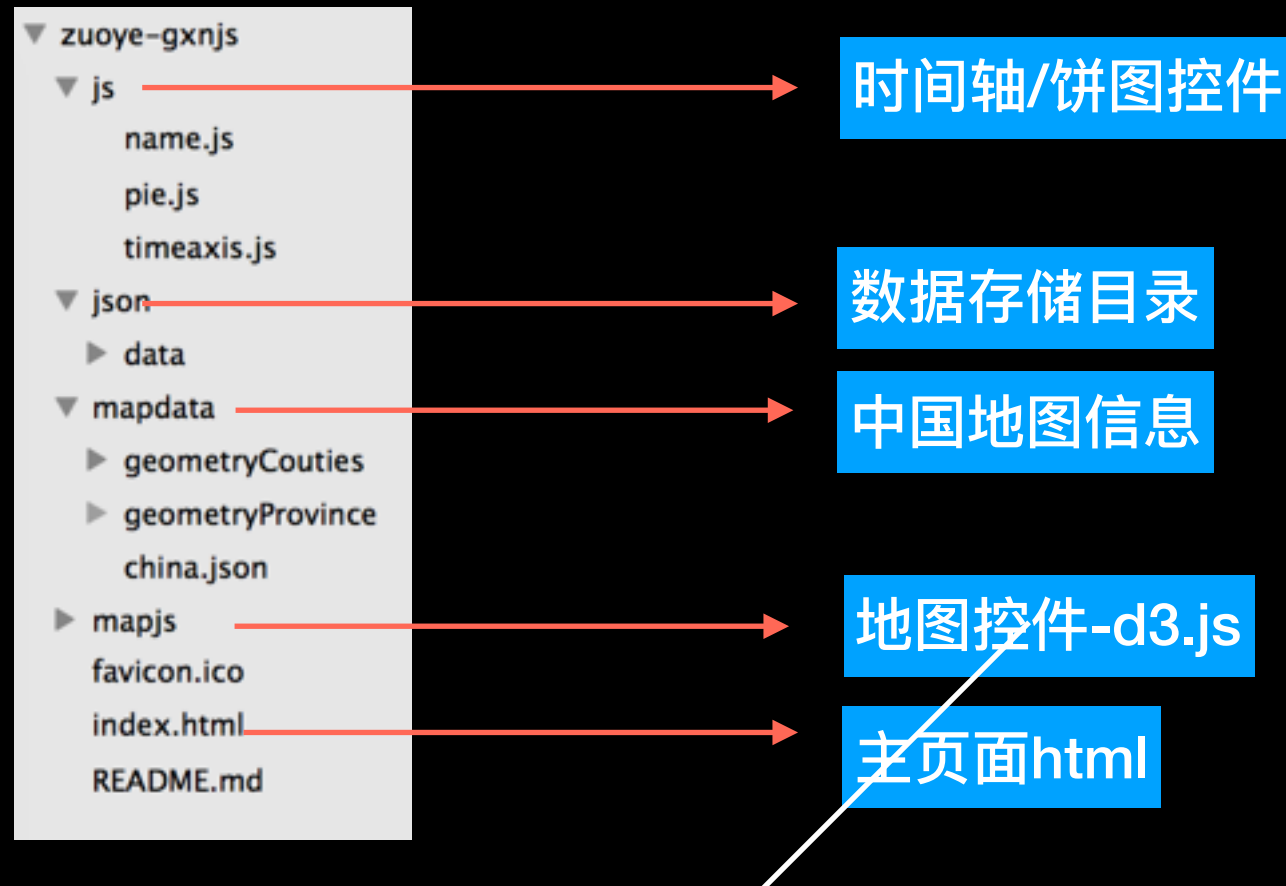 zuoye-gxnjs
js
时间轴/饼图控件
name.js
pie.js
timeaxis.js
json
数据存储目录
data
mapdata
中国地图信息
geometryCouties
geometryProvince
china.json
mapjs
地图控件-d3.js
favicon.ico
index.html
主页面html
README.md